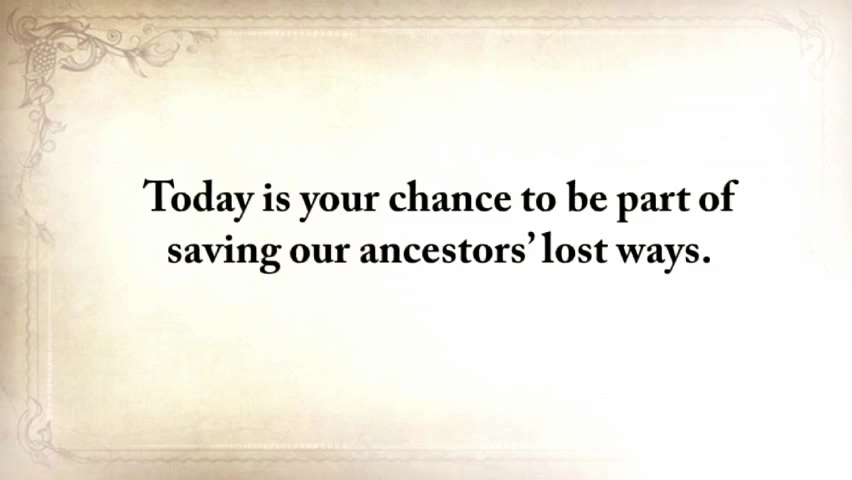 Today is your chance to be part of
saving our ancestors’ lost ways.